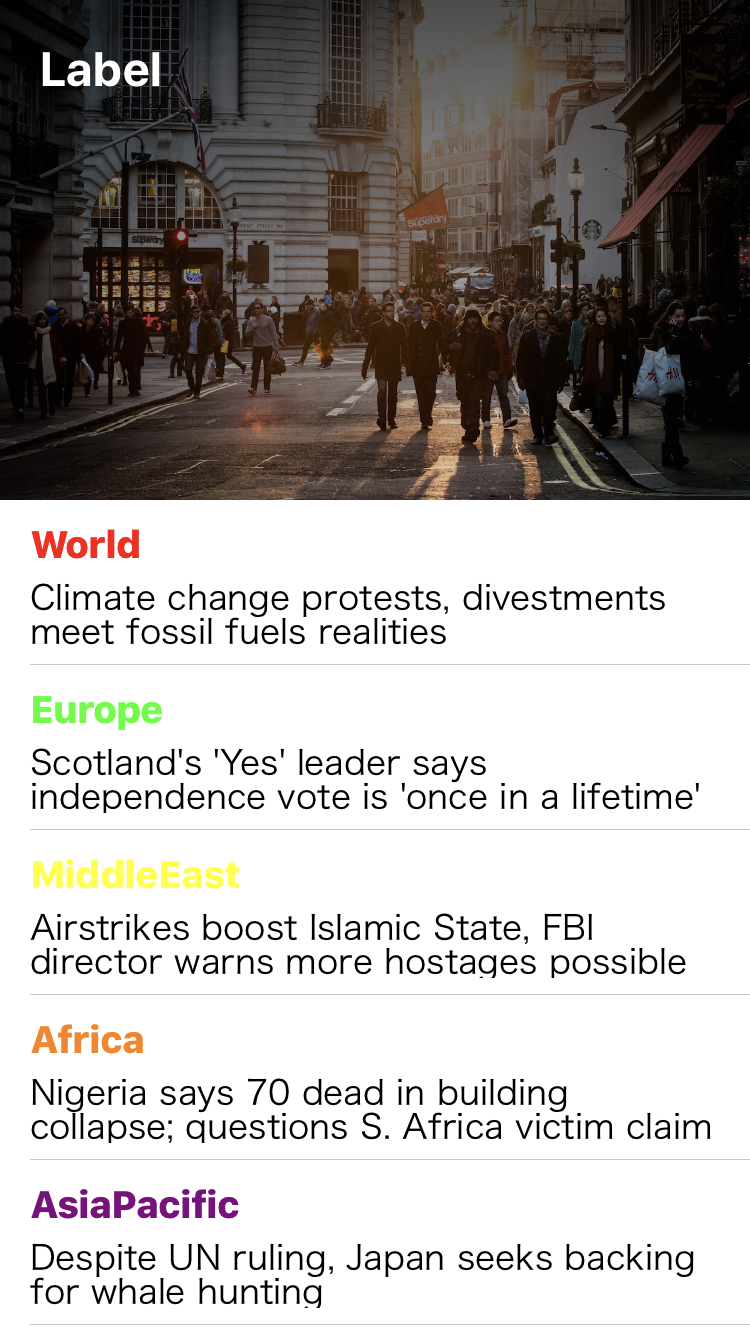 Label
Superdry
Superdry
World
Climate change protests, divestments
meet fossil fuels realities
Europe
Scotland's 'Yes' leader says
independence vote is 'once in a lifetime'
MiddleEast
Airstrikes boost Islamic State, FBI
director warns more hostages possible
Africa
Nigeria says 70 dead in building
collapse; questions S. Africa victim claim
AsiaPacific
Despite UN ruling, Japan seeks backing
for whale hunting